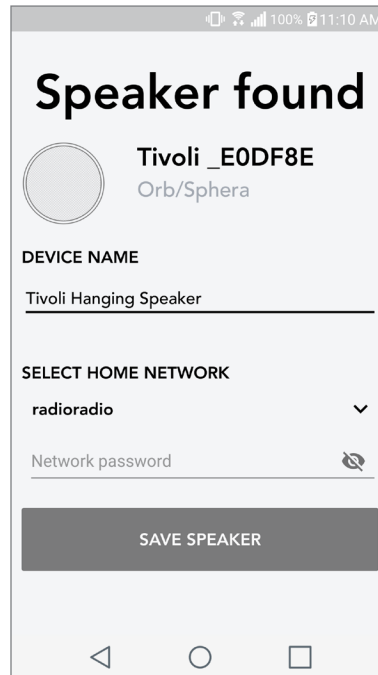 100% 11:10 AM
Speaker found
Tivoli _E0DF8E
Orb/Sphera
DEVICE NAME
Tivoli Hanging Speaker
SELECT HOME NETWORK
radioradio
Network password
SAVE SPEAKER